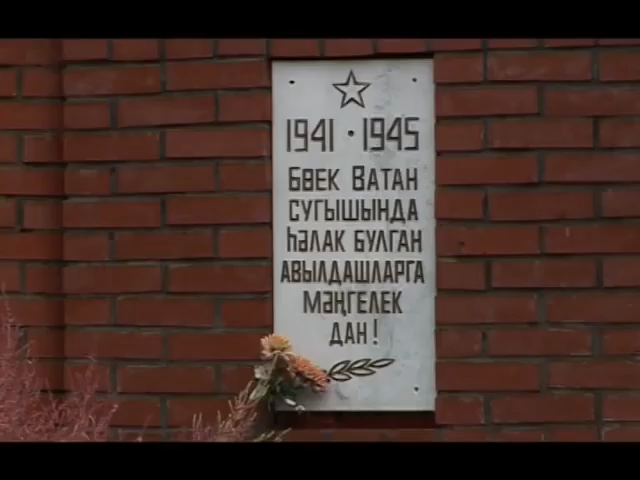 1941 · 1945
Бөек Ватан
сугышында
һәлак булган
авылдашларга
мәңгелек
дан!